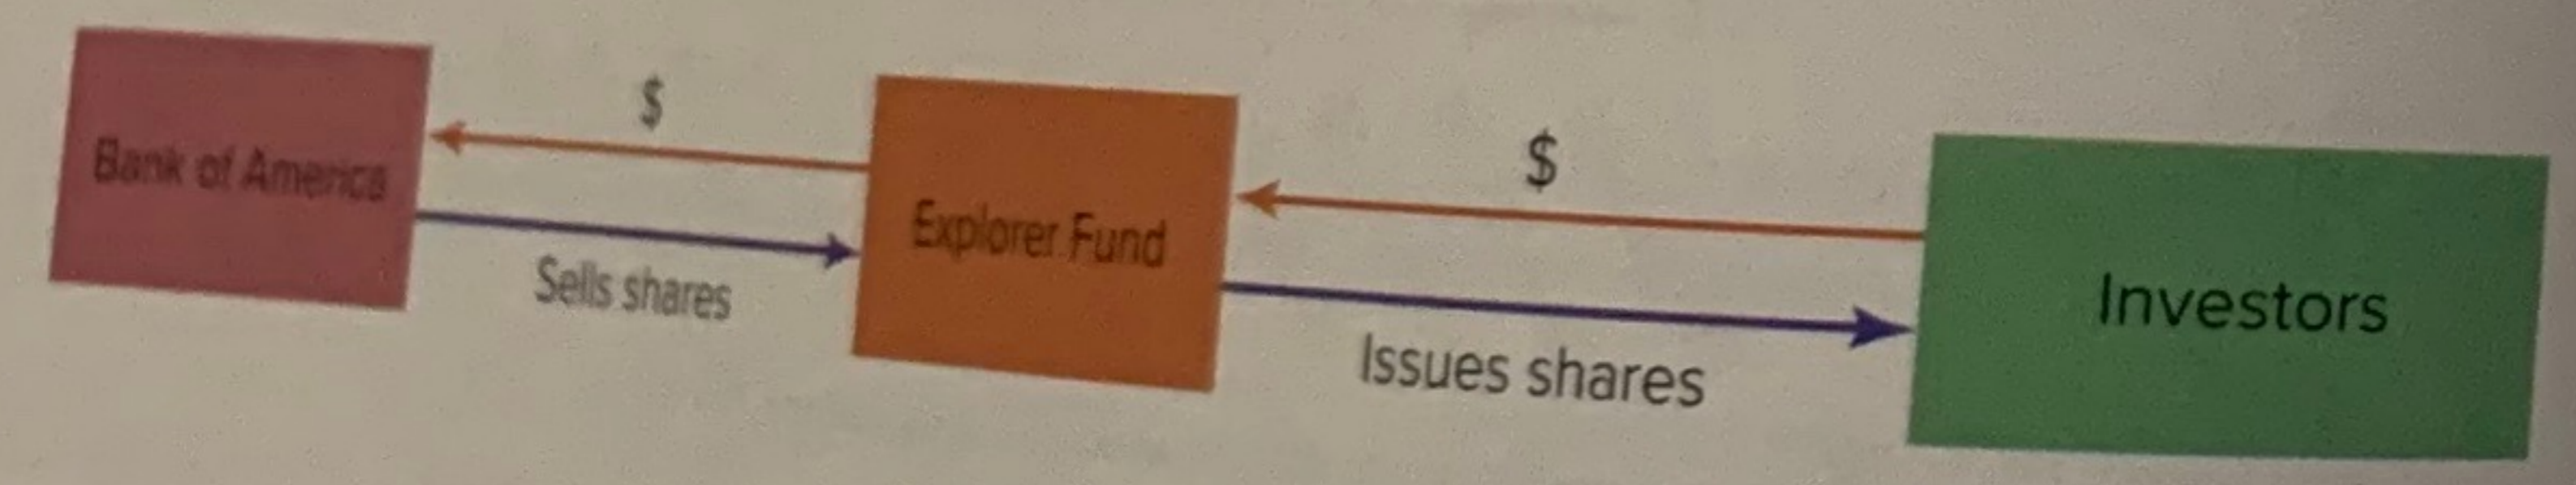 Bank of America
$
Sells shares
Explorer Fund
$
Issues shares
Investors